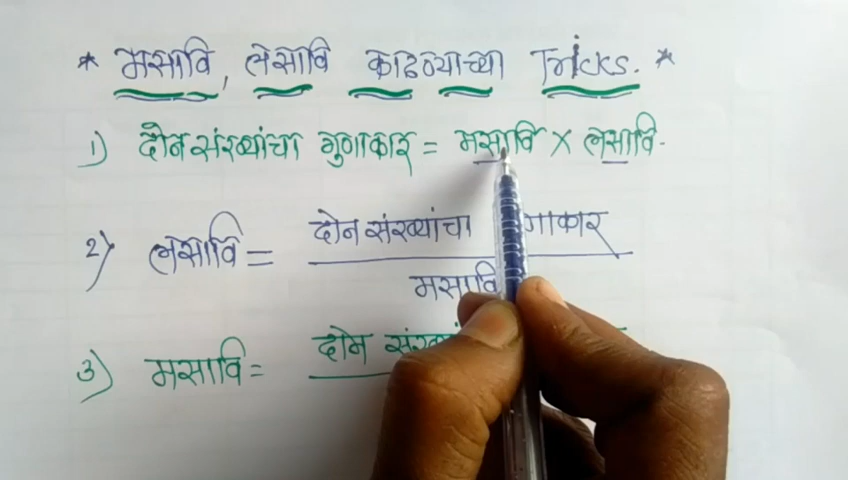 * मसावि, लसावि काढण्याच्या Tricks. *
1) दोन संख्यांचा गुणाकार = मसावि X लसावि.
2) लसावि = दोन संख्यांचा गाकार
मसावि
3) मसावि = दोन